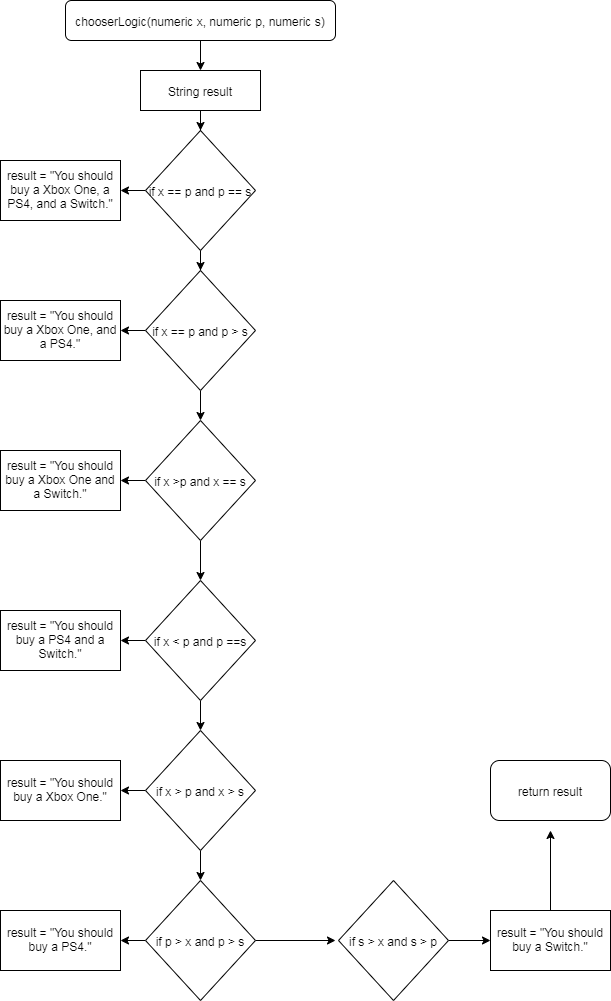 chooserLogic(numeric x, numeric p, numeric s)
String result
if x == p and p == s
result = "You should
buy a Xbox One, a
PS4, and a Switch."
if x == p and p > s
result = "You should
buy a Xbox One, and
a PS4."
if x >p and x == s
result = "You should
buy a Xbox One and
a Switch."
if x < p and p ==s
result = "You should
buy a PS4 and a
Switch."
if x > p and x > s
result = "You should
buy a Xbox One."
if p > x and p > s
result = "You should
buy a PS4."
if s > x and s > p
result = "You should
buy a Switch."
return result